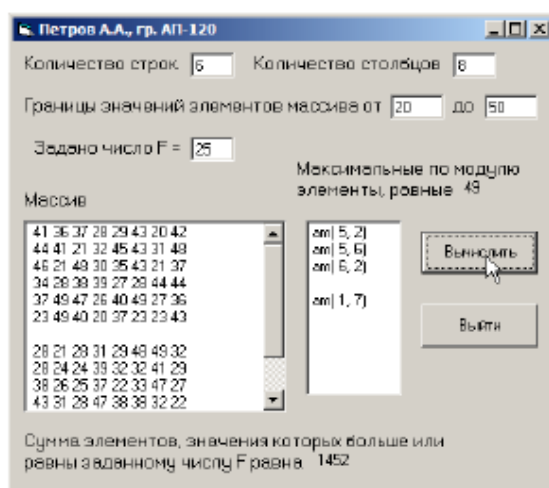 Петров А.А., гр. АП-120
Количество строк 6 Количество столбцов 8
Границы значений элементов массива от 20 до 50
Задано число F = 25
Максимальные по модулю
элементы, равные 49
Массив
41 36 37 28 29 43 20 42
44 41 21 32 45 43 31 48
46 21 48 30 35 43 21 37
34 28 38 39 27 28 44 44
37 49 47 26 40 49 27 36
23 49 40 20 37 23 23 43
28 21 28 31 29 48 49 32
28 24 24 39 32 32 41 29
38 26 25 37 22 33 47 27
43 31 28 47 38 38 32 22
am( 5, 2)
am( 5, 6)
am( 6, 2)
am( 1, 7)
Вычислить
Выйти
Сумма элементов, значения которых больше или
равны заданному числу F равна 1452